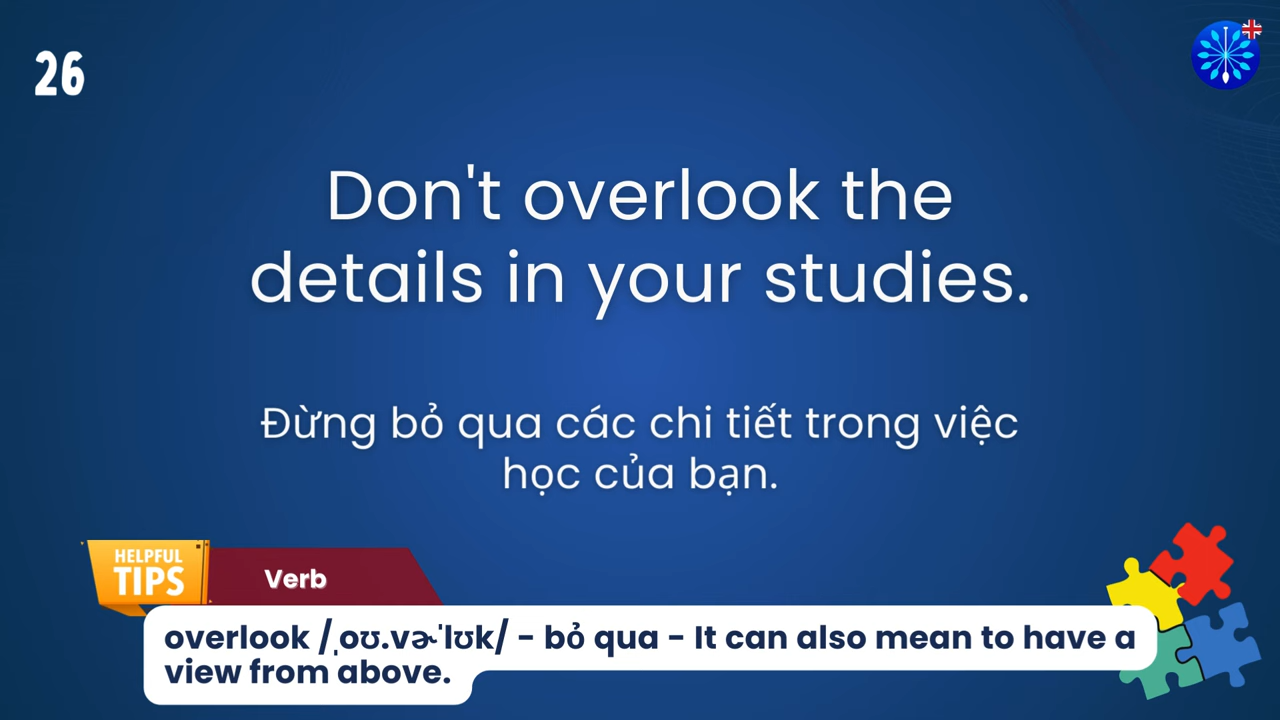 26
Don't overlook the
details in your studies.
Đừng bỏ qua các chi tiết trong việc
học của bạn.
HELPFUL
TIPS
Verb
overlook /ˌoʊ.vɚˈlʊk/ - bỏ qua - It can also mean to have a
view from above.